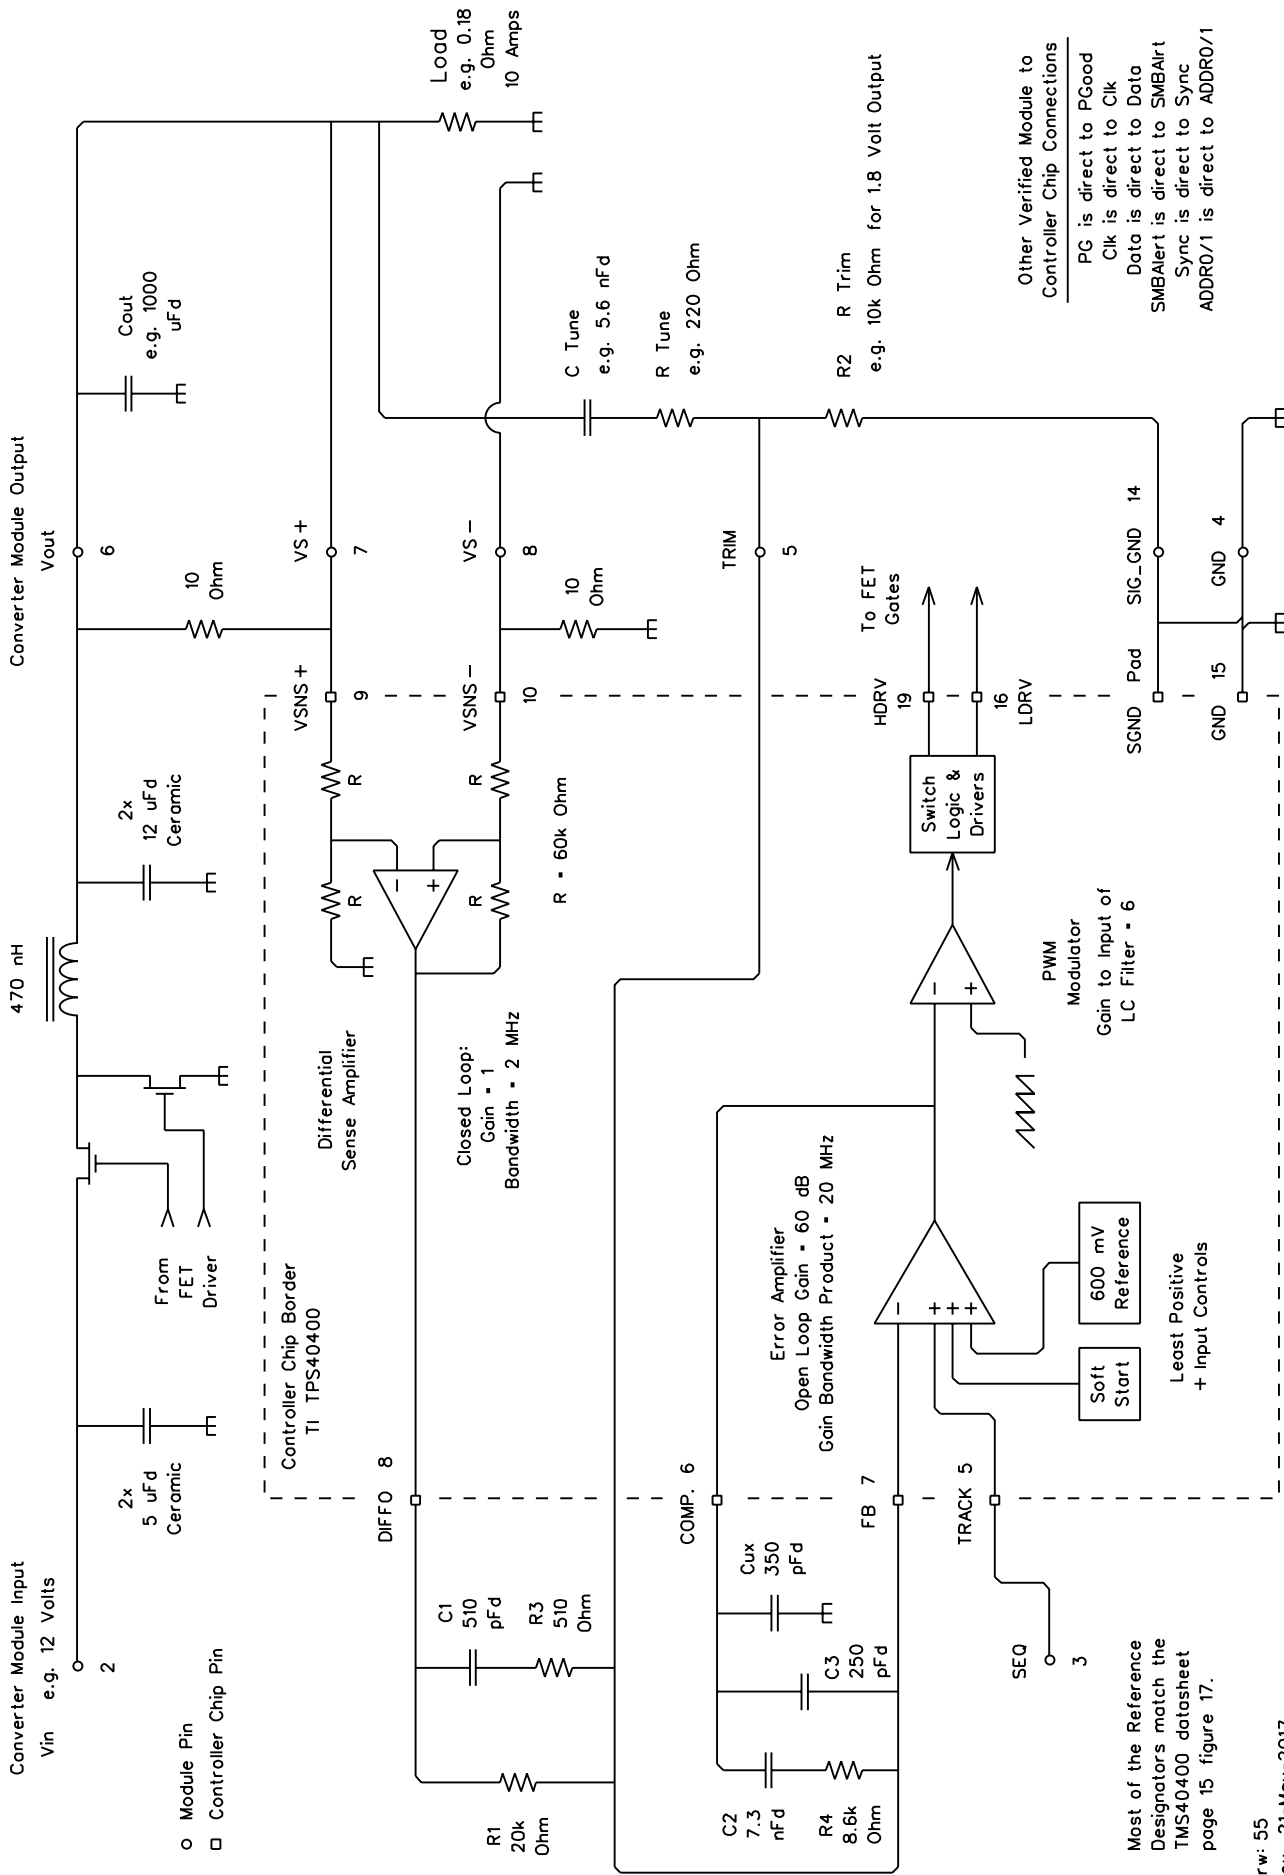 Converter Module Input
Vin e.g. 12 Volts
2
Module Pin
Controller Chip Pin
2x
5 uFd
Ceramic
From
FET
Driver
470 nH
2x
12 uFd
Ceramic
Converter Module Output
Vout
6
10
Ohm
Cout
e.g. 1000
uFd
Load
e.g. 0.18
Ohm
10 Amps
Controller Chip Border
TI TPS40400
Differential
Sense Amplifier
Closed Loop:
Gain = 1
Bandwidth = 2 MHz
R
R
−
+
R
R
R = 60k Ohm
VSNS +
9
VS +
7
VSNS −
10
VS −
8
10
Ohm
C Tune
e.g. 5.6 nFd
R Tune
e.g. 220 Ohm
R2 R Trim
e.g. 10k Ohm for 1.8 Volt Output
TRIM
5
DIFFO 8
C1
510
pFd
R3
510
Ohm
R1
20k
Ohm
COMP. 6
Cux
350
pFd
C3
250
pFd
C2
7.3
nFd
R4
8.6k
Ohm
FB 7
TRACK 5
SEQ
3
Error Amplifier
Open Loop Gain = 60 dB
Gain Bandwidth Product = 20 MHz
−
+
+
+
Soft
Start
600 mV
Reference
Least Positive
+ Input Controls
−
+
PWM
Modulator
Gain to Input of
LC Filter = 6
Switch
Logic &
Drivers
HDRV
19
16
LDRV
To FET
Gates
SGND Pad
SIG_GND 14
GND 15
GND 4
Other Verified Module to
Controller Chip Connections
PG is direct to PGood
Clk is direct to Clk
Data is direct to Data
SMBAlert is direct to SMBAlrt
Sync is direct to Sync
ADDR0/1 is direct to ADDR0/1
Most of the Reference
Designators match the
TMS40400 datasheet
page 15 figure 17.
rw: 55